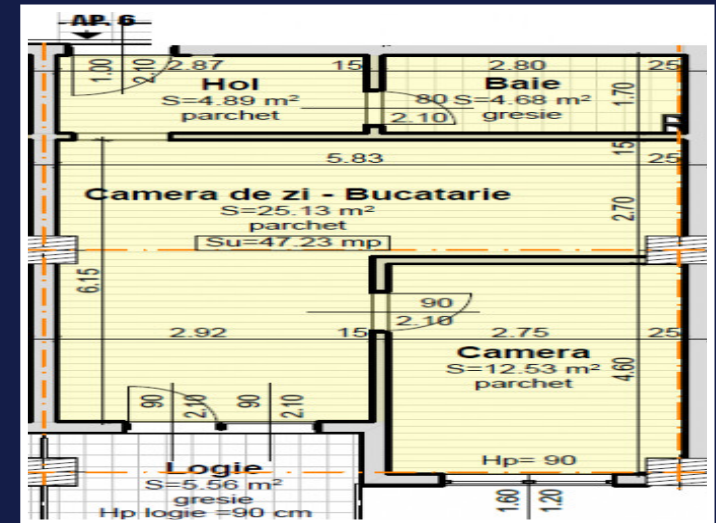 AP. 6
1.00
2.10
2.87
15
2.80
25
Hol
S=4.89 m²
parchet
80
2.10
Baie
S=4.68 m²
gresie
1.70
5.83
15
25
Camera de zi - Bucatarie
S=25.13 m²
parchet
Su=47.23 mp
2.70
6.15
90
2.10
2.92
15
2.75
25
Camera
S=12.53 m²
parchet
4.60
90
2.10
90
2.10
Hp= 90
Logie
S=5.56 m²
gresie
Hp logie =90 cm
1.60
1.20